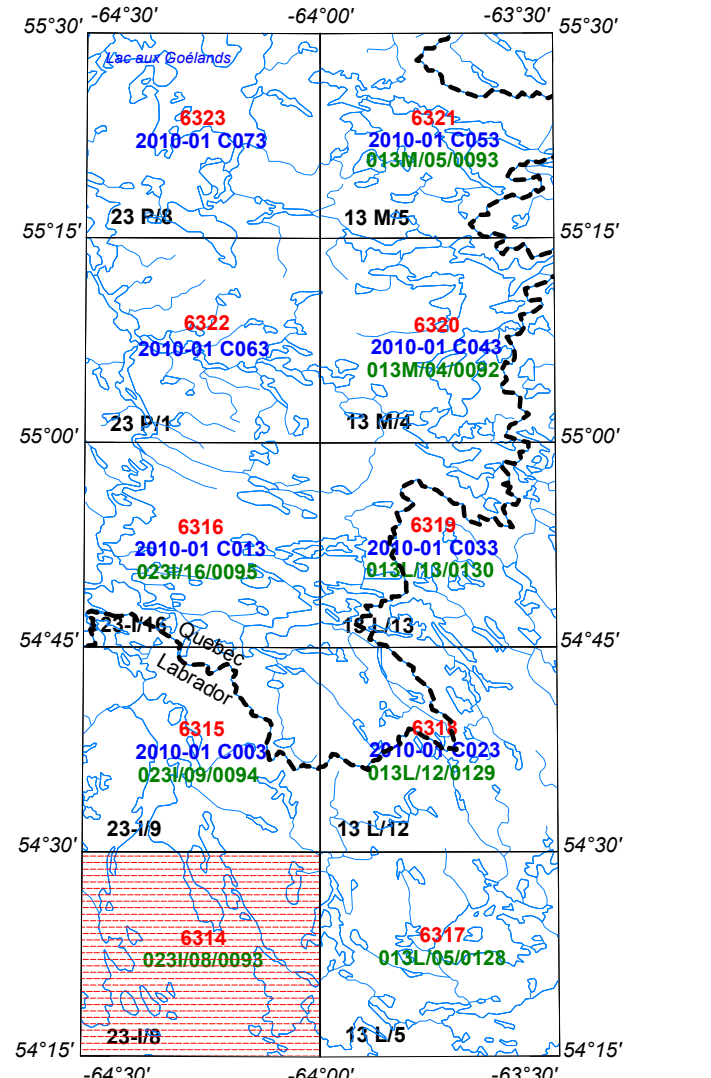 -64°30' -64°00' -63°30'
55°30' 55°30'
Lac aux Goélands
6323 6321
2010-01 C073 2010-01 C053
013M/05/0093
23 P/8 13 M/5
55°15' 55°15'
6322 6320
2010-01 C063 2010-01 C043
013M/04/0092
23 P/1 13 M/4
55°00' 55°00'
6316 6319
2010-01 C013 2010-01 C033
023I/16/0095 013L/13/0130
23-I/16 13 L/13
Quebec
54°45' 54°45'
Labrador
6315 6318
2010-01 C003 2010-01 C023
023I/09/0094 013L/12/0129
23-I/9 13 L/12
54°30' 54°30'
6314 6317
023I/08/0093 013L/05/0128
23-I/8 13 L/5
54°15' 54°15'
-64°30' -64°00' -63°30'